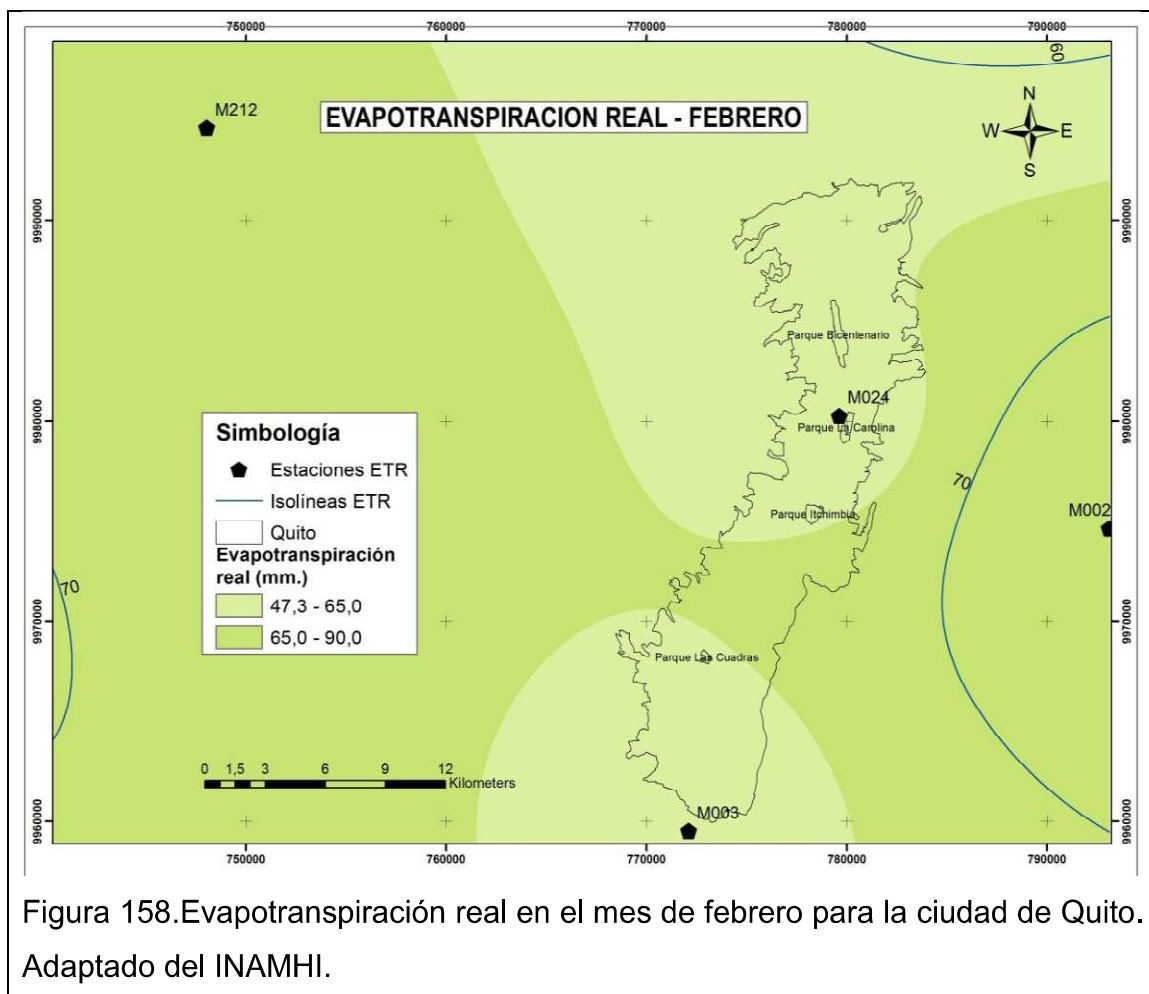 750000 760000 770000 780000 790000
60
M212
EVAPOTRANSPIRACION REAL - FEBRERO
N
W E
S
9990000 9990000
Parque Bicentenario
M024
9980000 9980000
Parque La Carolina
Simbología
Estaciones ETR
Isolíneas ETR
Quito
Evapotranspiración
real (mm.)
47,3 - 65,0
65,0 - 90,0
70
M002
Parque Itchimbia
70
9970000 9970000
Parque Las Cuadras
0 1,5 3 6 9 12
Kilometers
M003
9960000 9960000
750000 760000 770000 780000 790000
Figura 158.Evapotranspiración real en el mes de febrero para la ciudad de Quito.
Adaptado del INAMHI.